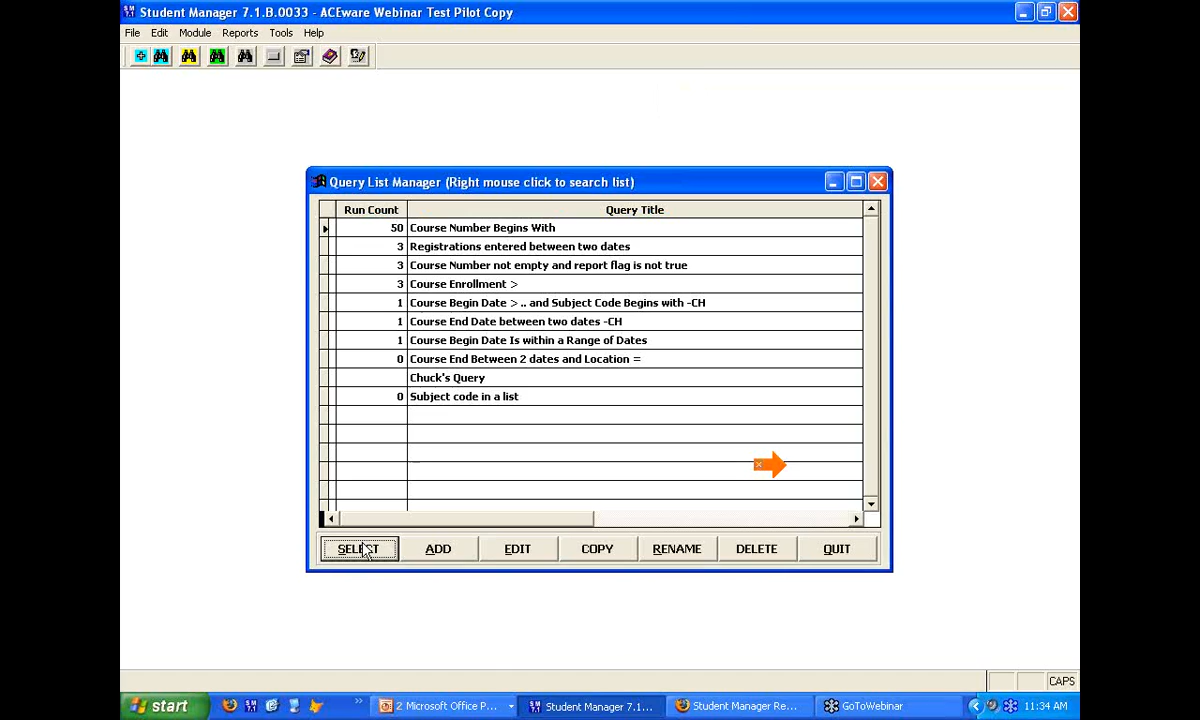 Student Manager 7.1.B.0033 - ACEware Webinar Test Pilot Copy
File Edit Module Reports Tools Help
Query List Manager (Right mouse click to search list)
Run Count Query Title
50 Course Number Begins With
3 Registrations entered between two dates
3 Course Number not empty and report flag is not true
3 Course Enrollment >
1 Course Begin Date > .. and Subject Code Begins with -CH
1 Course End Date between two dates -CH
1 Course Begin Date Is within a Range of Dates
0 Course End Between 2 dates and Location =
Chuck's Query
0 Subject code in a list
SELECT ADD EDIT COPY RENAME DELETE QUIT
CAPS
start 2 Microsoft Office P... Student Manager 7.1... Student Manager Re... GoToWebinar 11:34 AM